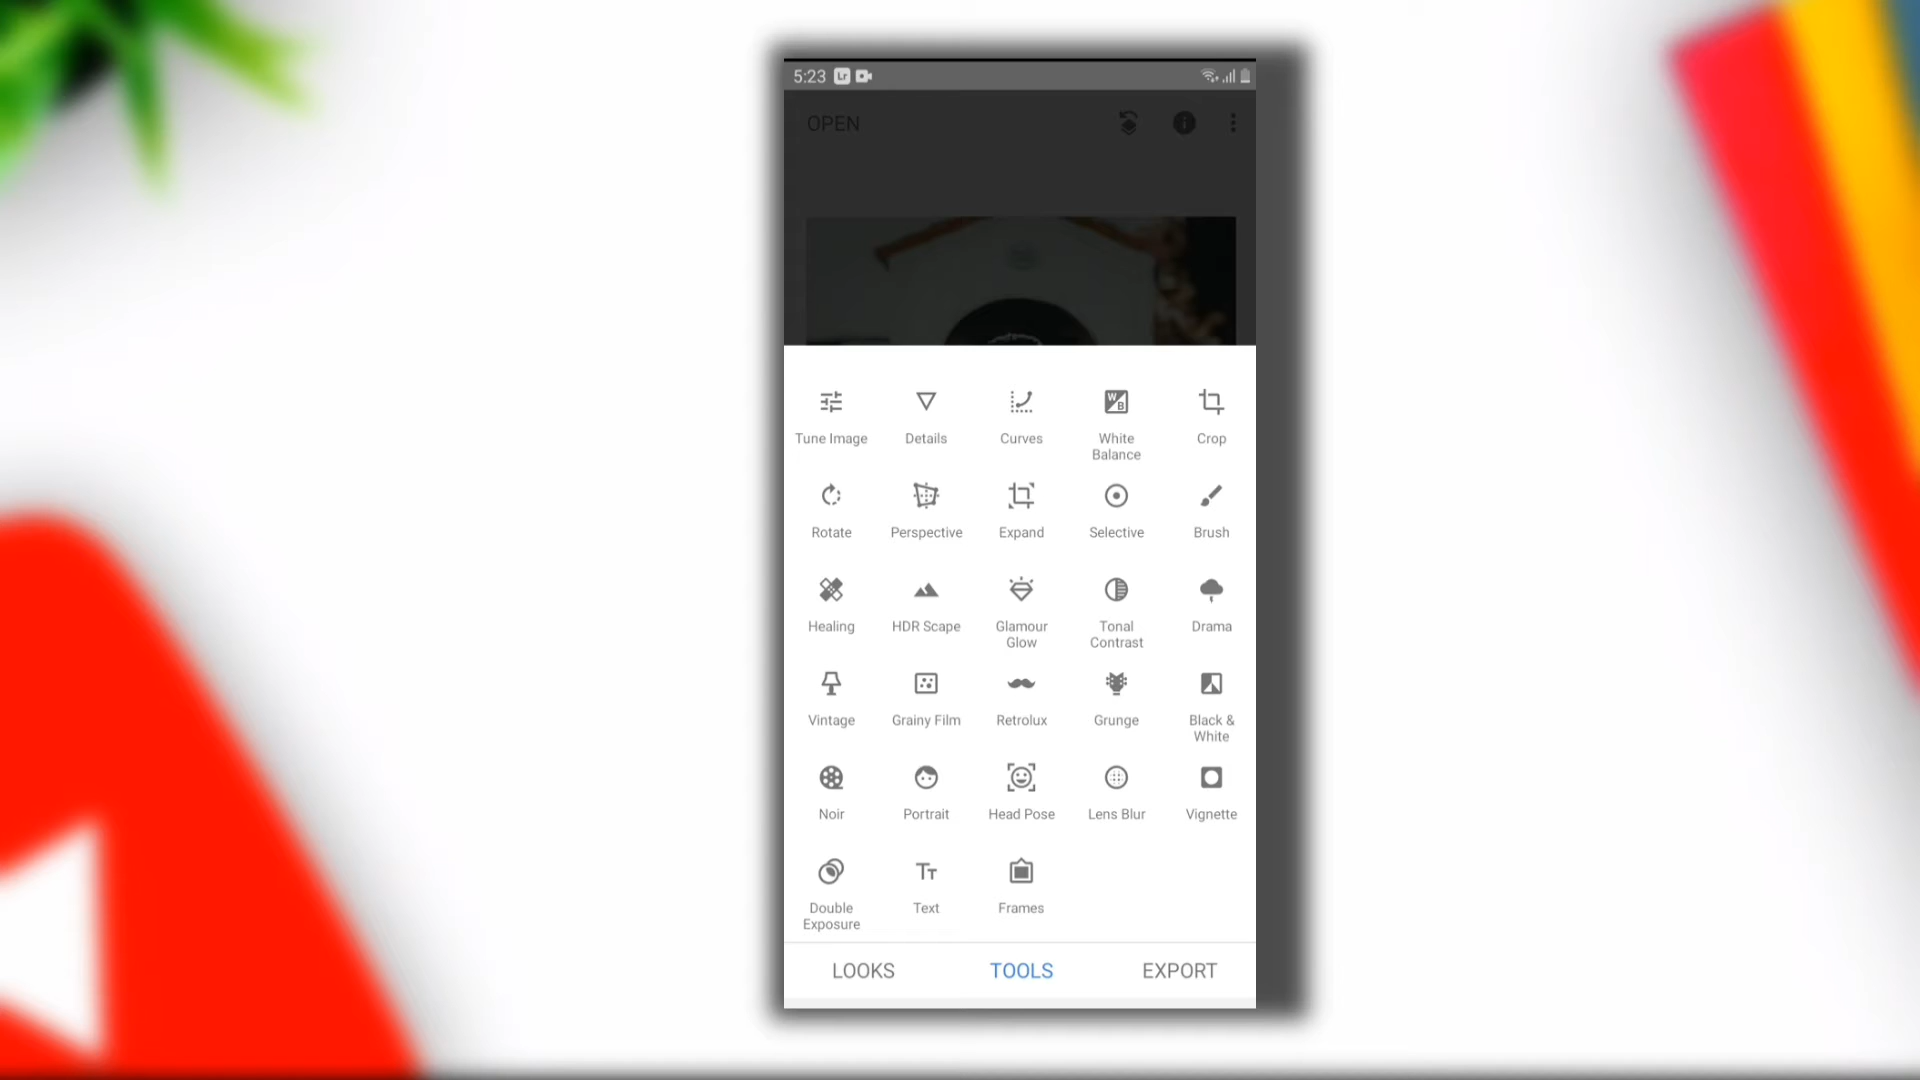 5:23 Lr
OPEN
Tune Image Details Curves White Balance Crop
Rotate Perspective Expand Selective Brush
Healing HDR Scape Glamour Glow Tonal Contrast Drama
Vintage Grainy Film Retrolux Grunge Black & White
Noir Portrait Head Pose Lens Blur Vignette
Double Exposure Text Frames
LOOKS TOOLS EXPORT